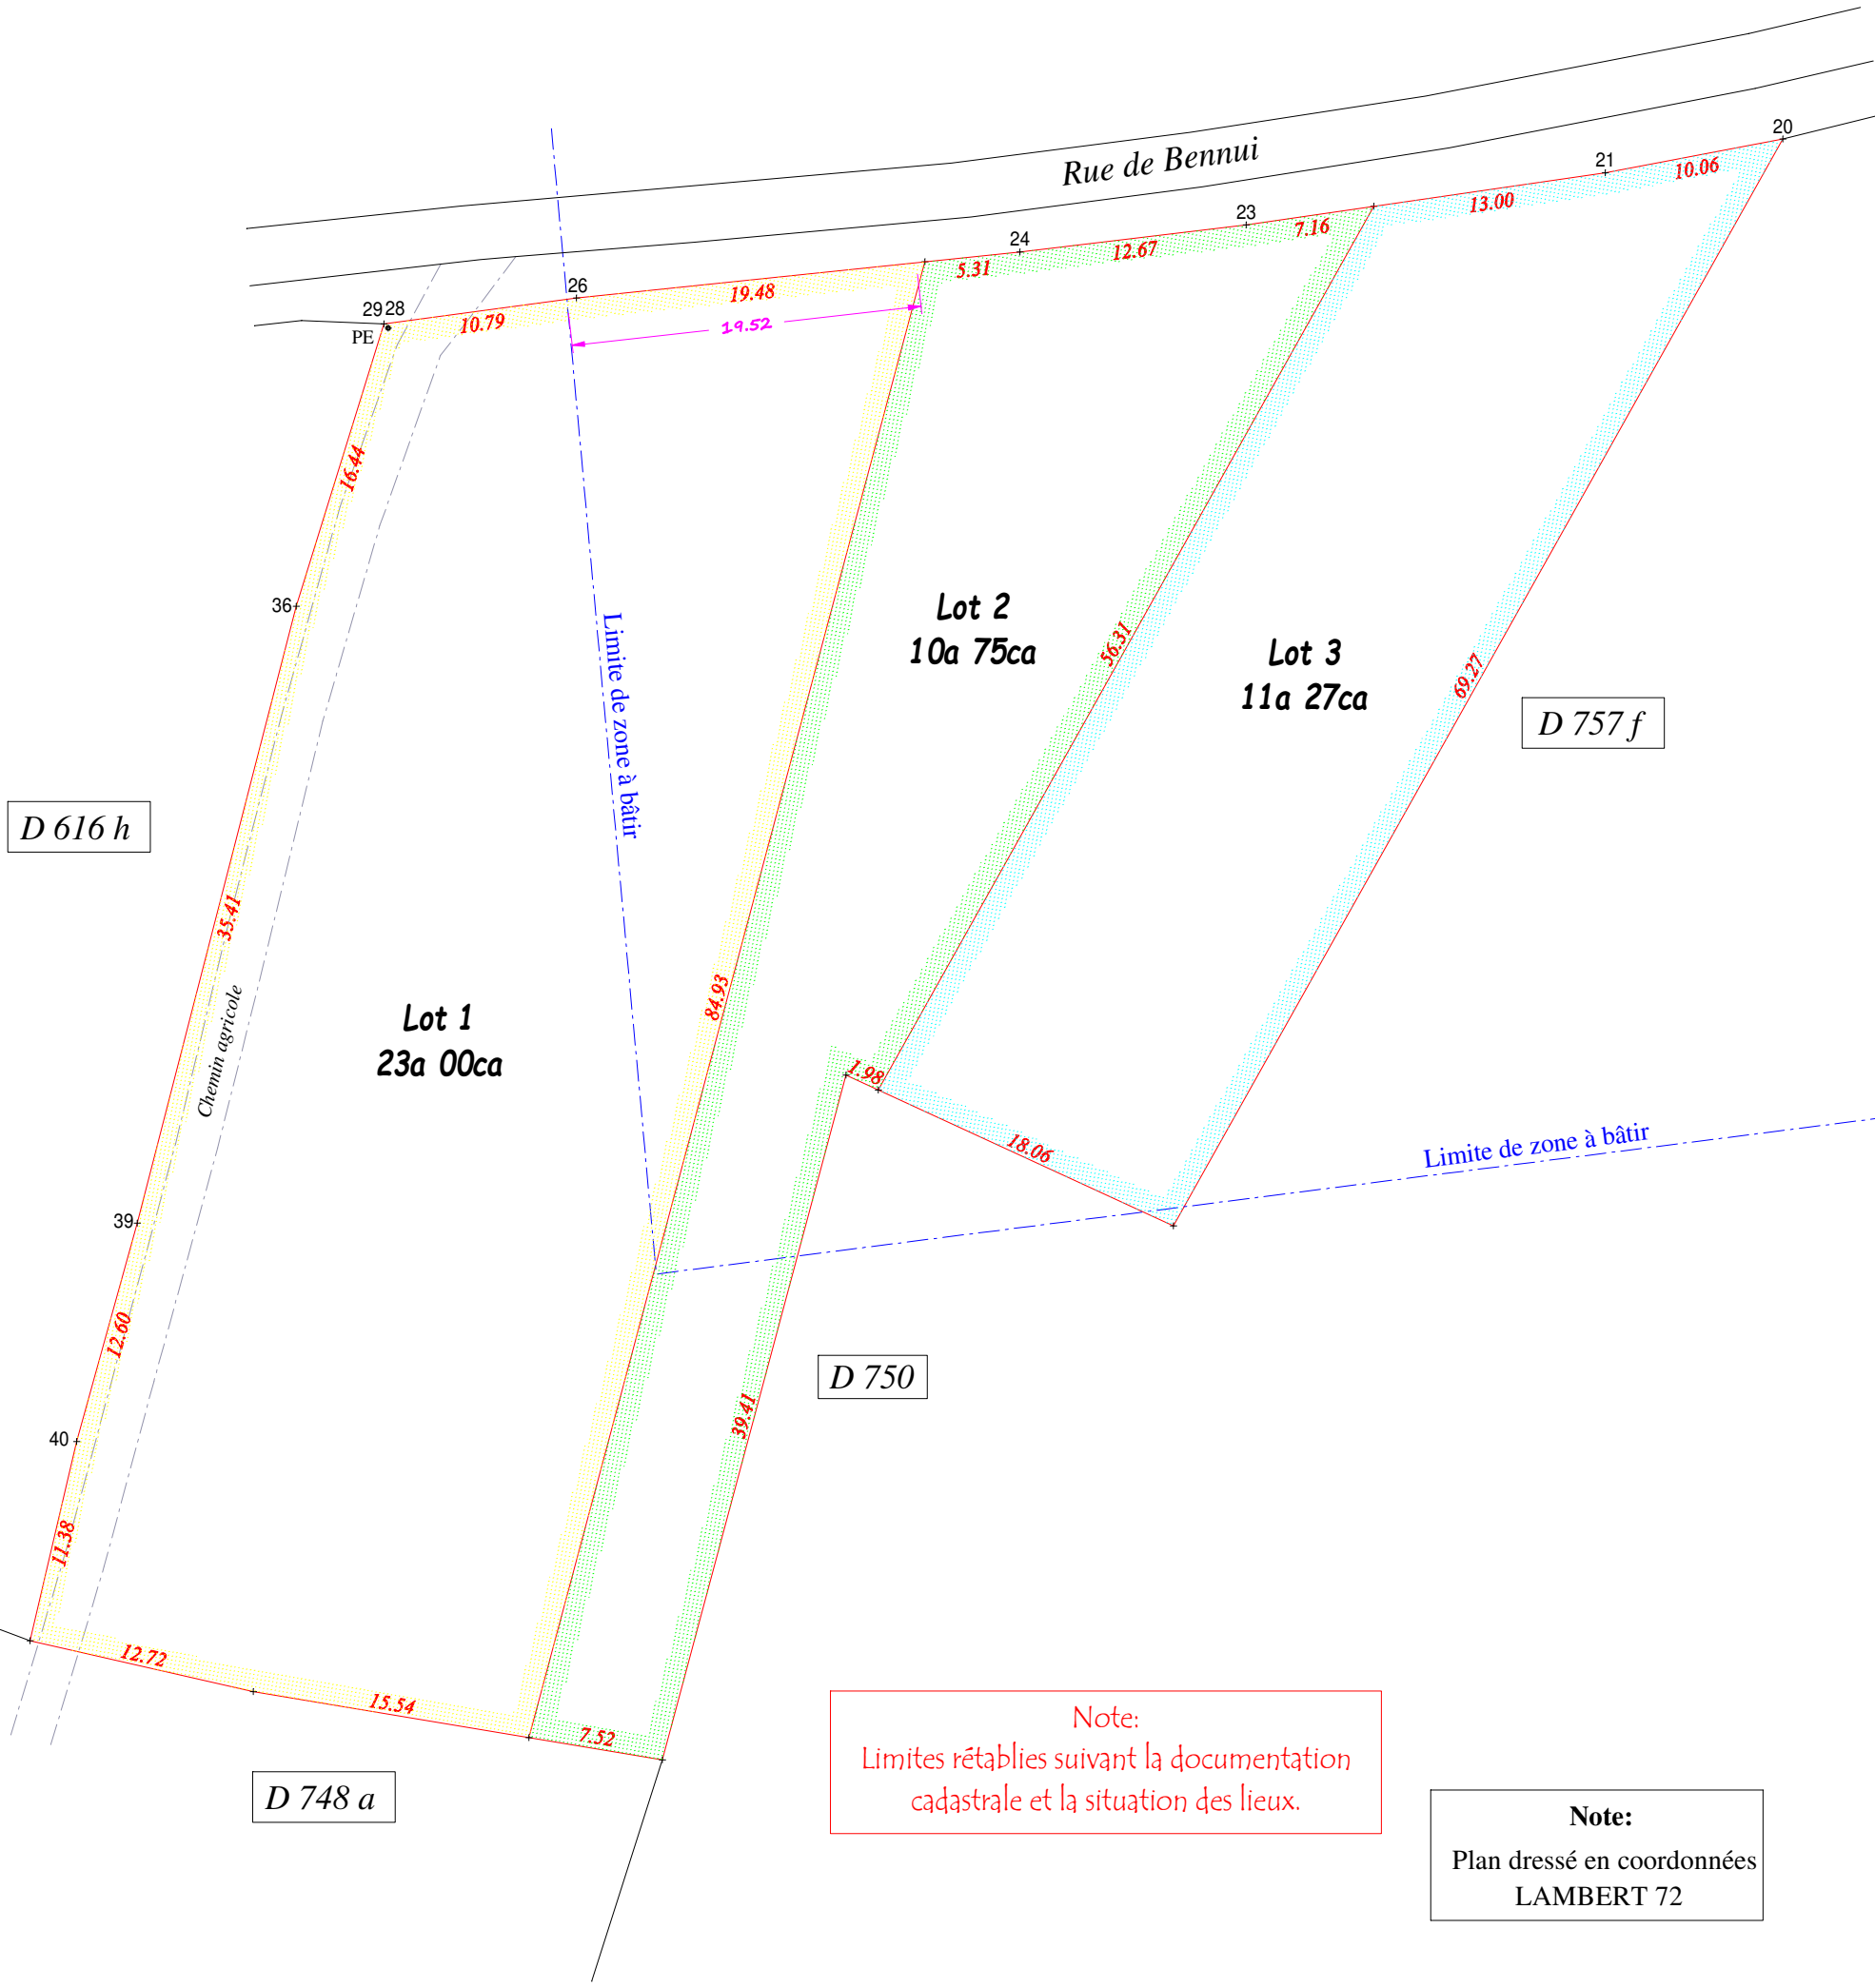 Rue de Bennui
20
21
10.06
13.00
23
7.16
24
12.67
5.31
26
19.48
29 28
PE
10.79
19.52
16.44
36
Limite de zone à bâtir
Lot 2
10a 75ca
56.31
Lot 3
11a 27ca
69.27
D 757 f
D 616 h
35.41
Chemin agricole
Lot 1
23a 00ca
84.93
1.98
18.06
Limite de zone à bâtir
39
12.60
D 750
39.41
40
11.38
12.72
15.54
7.52
D 748 a
Note:
Limites rétablies suivant la documentation
cadastrale et la situation des lieux.
Note:
Plan dressé en coordonnées
LAMBERT 72